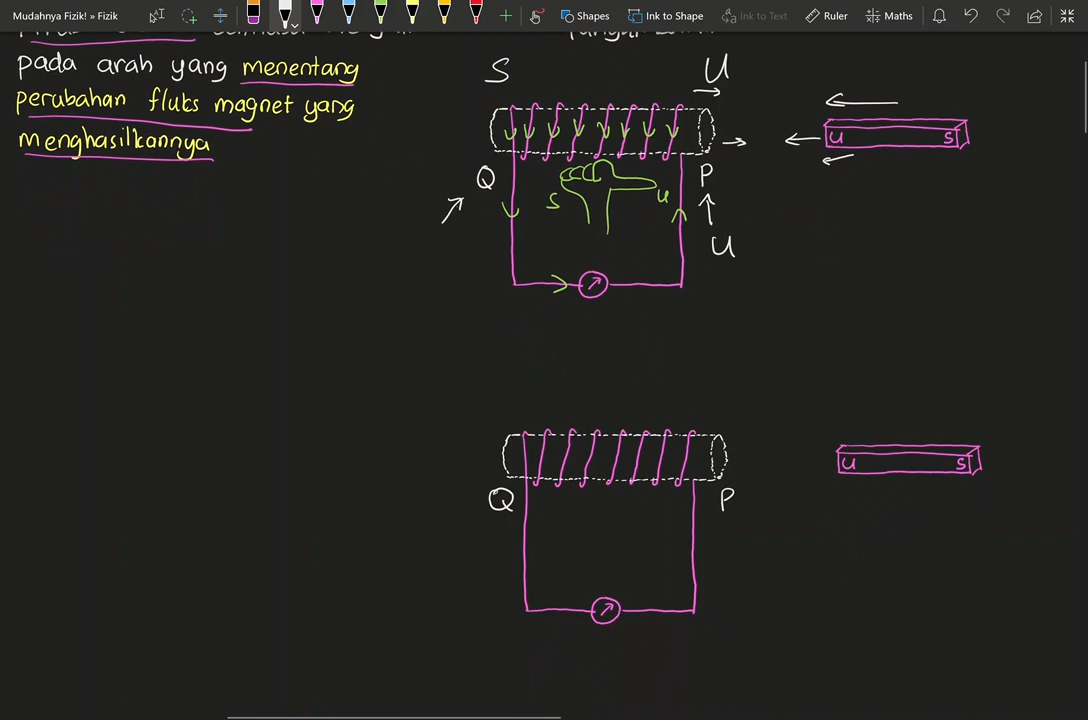 Mudahnya Fizik! » Fizik
Shapes
Ink to Shape
Ink to Text
Ruler
Maths
pada arah yang menentang
perubahan fluks magnet yang
menghasilkannya
S
U
U
S
Q
P
S
U
U
U
S
Q
P